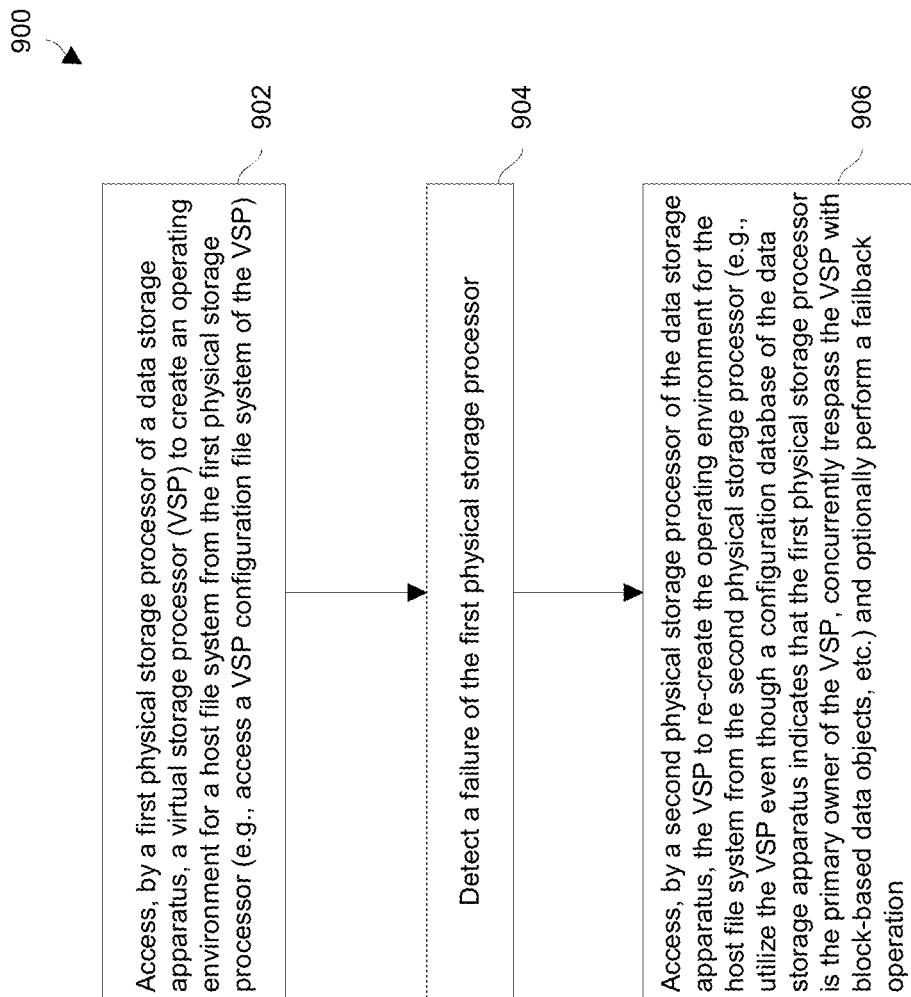 900
Access, by a first physical storage processor of a data storage
apparatus, a virtual storage processor (VSP) to create an operating
environment for a host file system from the first physical storage
processor (e.g., access a VSP configuration file system of the VSP)
902
Detect a failure of the first physical storage processor
904
Access, by a second physical storage processor of the data storage
apparatus, the VSP to re-create the operating environment for the
host file system from the second physical storage processor (e.g.,
utilize the VSP even though a configuration database of the data
storage apparatus indicates that the first physical storage processor
is the primary owner of the VSP, concurrently trespass the VSP with
block-based data objects, etc.) and optionally perform a failback
operation
906